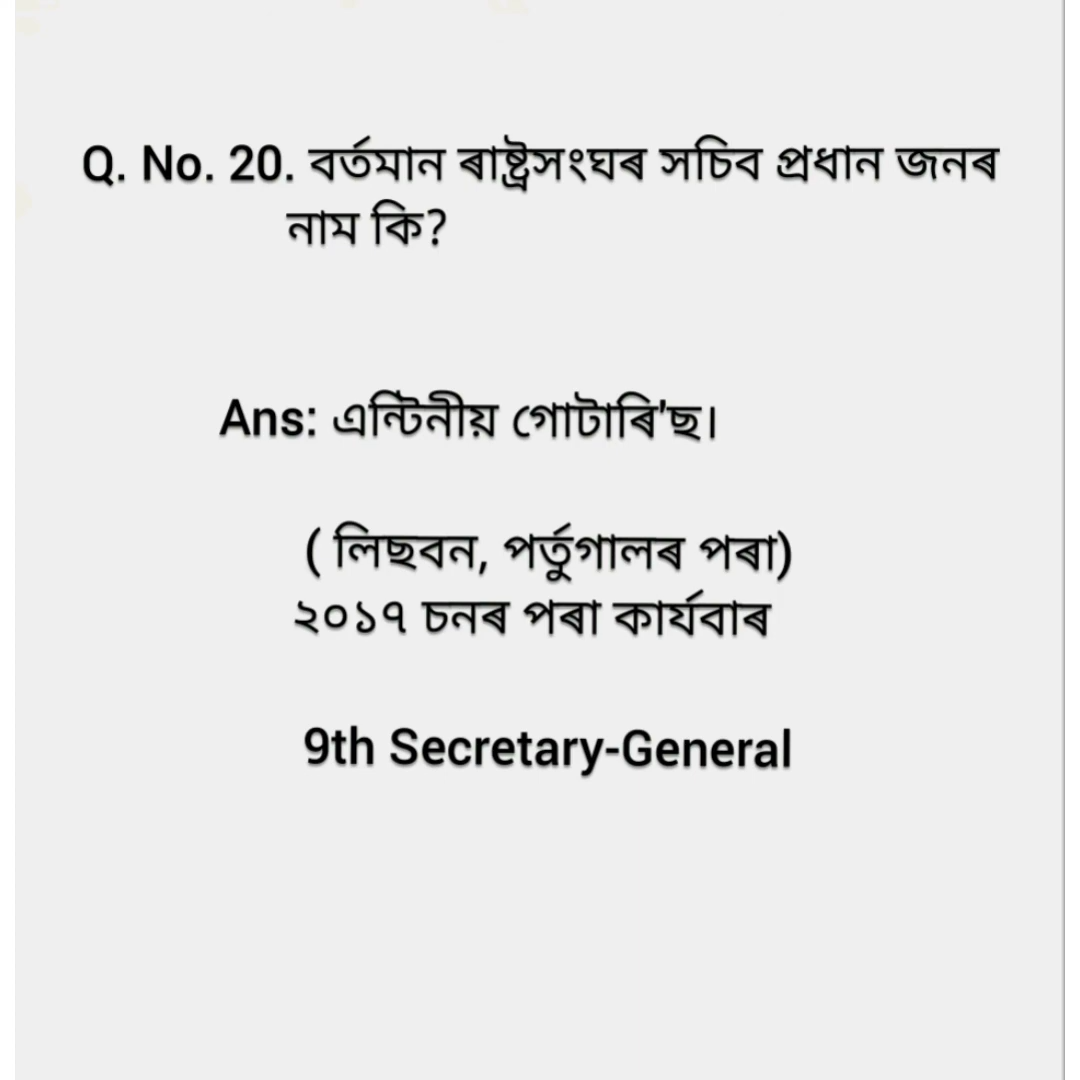 Q. No. 20. বৰ্তমান ৰাষ্ট্ৰসংঘৰ সচিব প্ৰধান জনৰ
নাম কি?
Ans: এন্টিনীয় গোটাৰি'ছ।
( লিছবন, পৰ্তুগালৰ পৰা)
২০১৭ চনৰ পৰা কাৰ্যবাৰ
9th Secretary-General